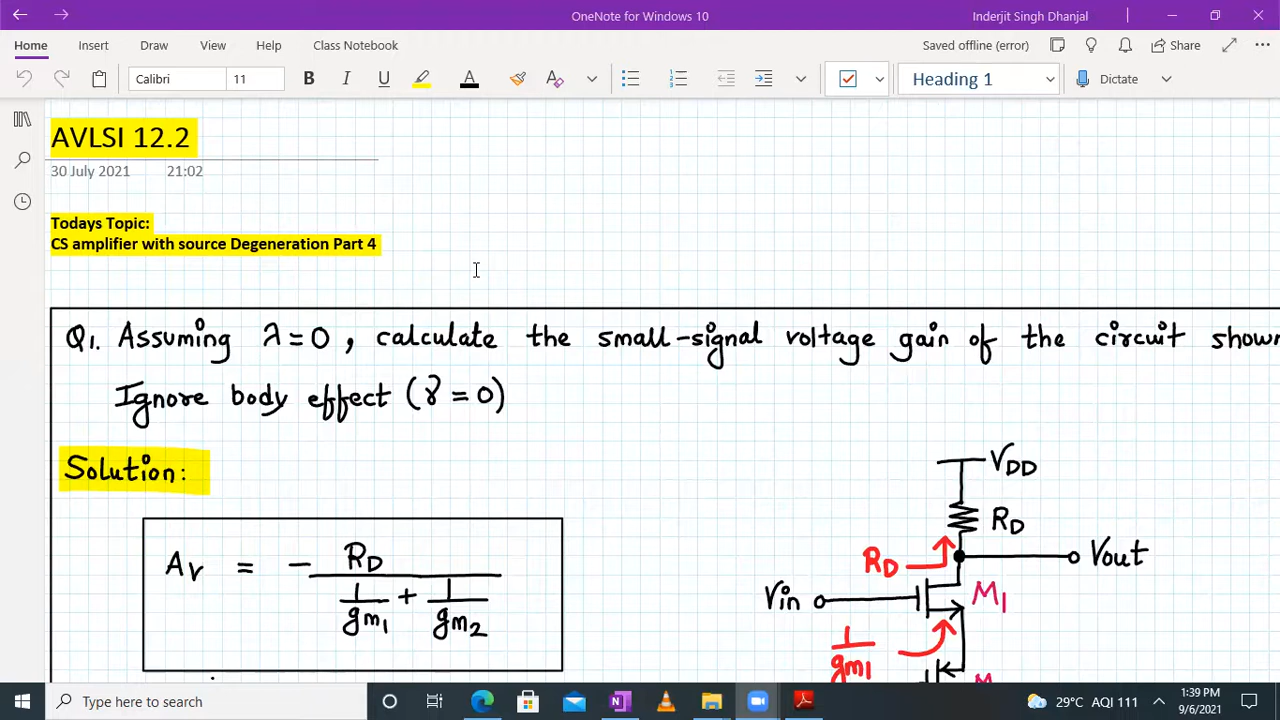 OneNote for Windows 10
Inderjit Singh Dhanjal
Home Insert Draw View Help Class Notebook
Saved offline (error)
Share
Calibri 11 B I U A
Heading 1
Dictate
AVLSI 12.2
30 July 2021 21:02
Todays Topic:
CS amplifier with source Degeneration Part 4
Q1. Assuming λ=0, calculate the small-signal voltage gain of the circuit shown
Ignore body effect (γ = 0)
Solution:
VDD
RD
Av = - RD / (1/gm1 + 1/gm2)
RD
Vout
Vin
M1
1/gm1
Type here to search
29°C AQI 111
1:39 PM
9/6/2021